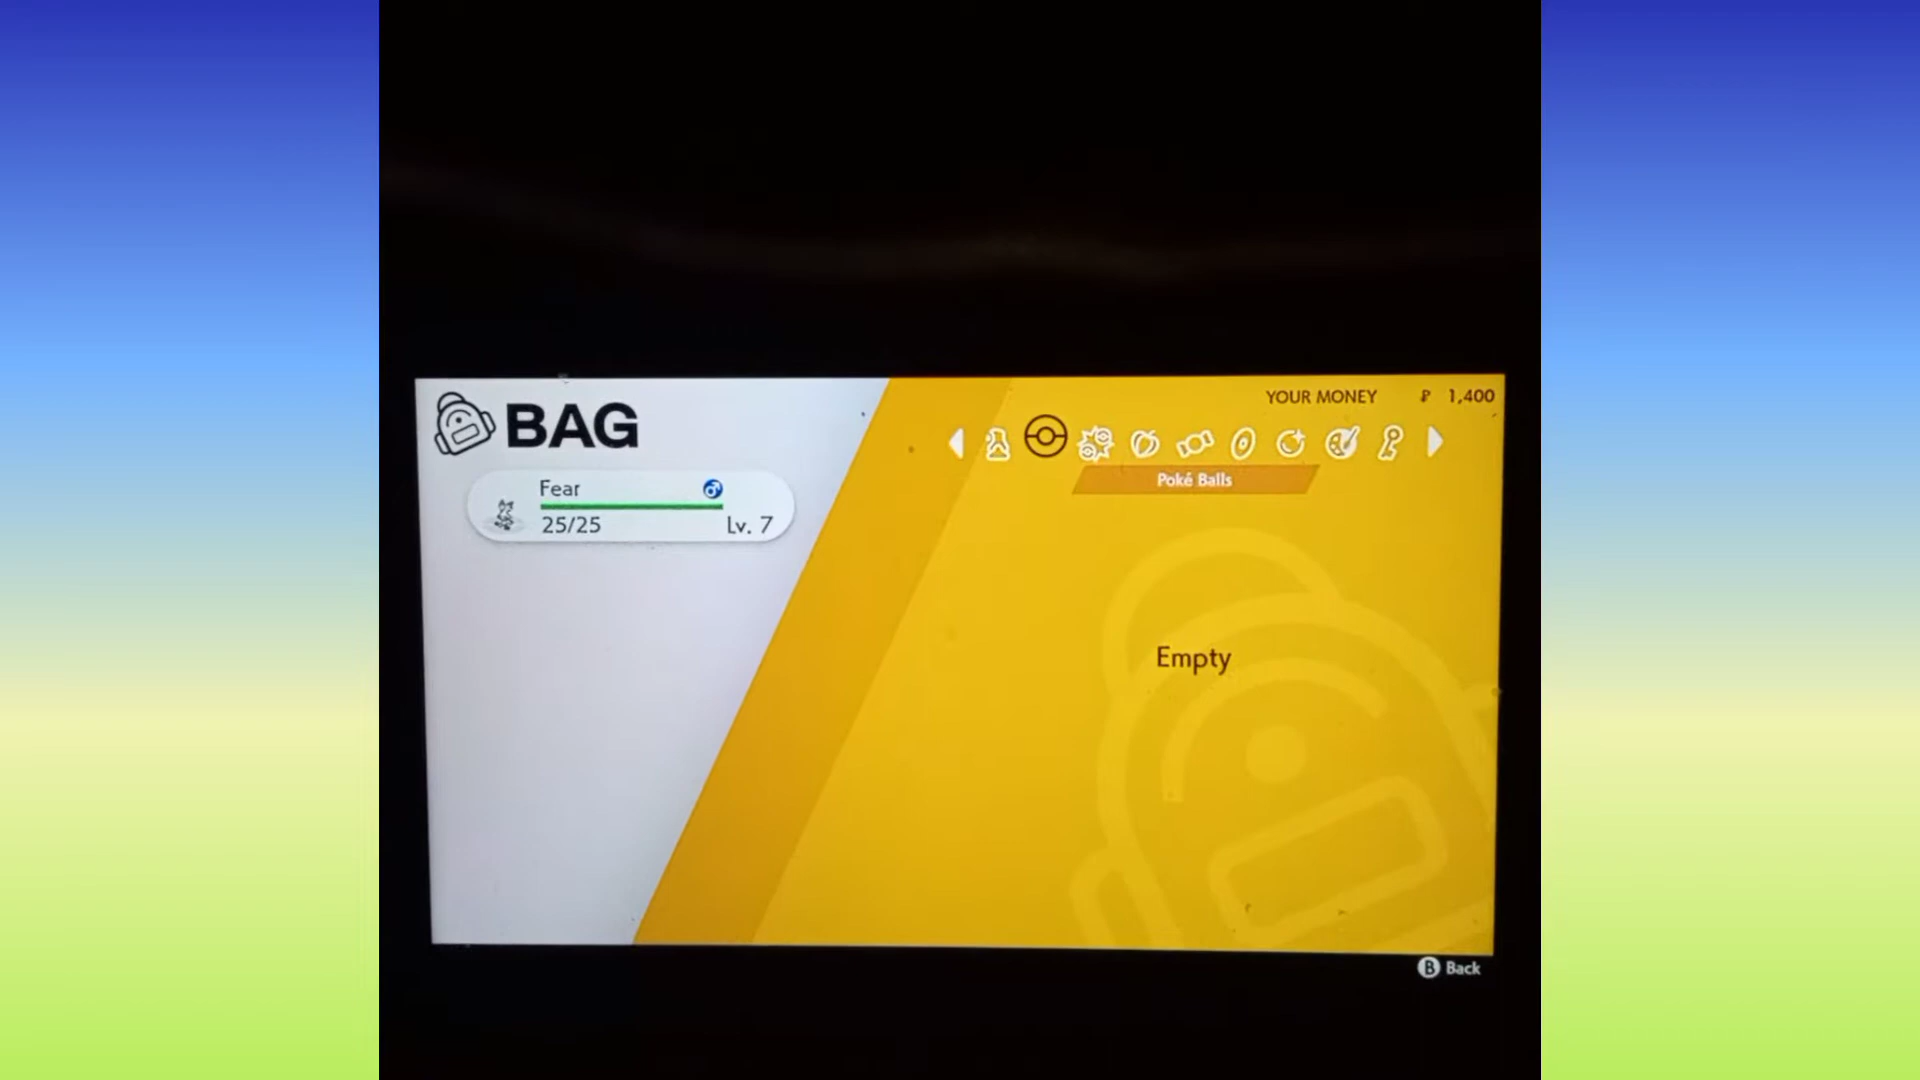 BAG
YOUR MONEY ₽ 1,400
Poké Balls
Fear
25/25 Lv. 7
Empty
B Back